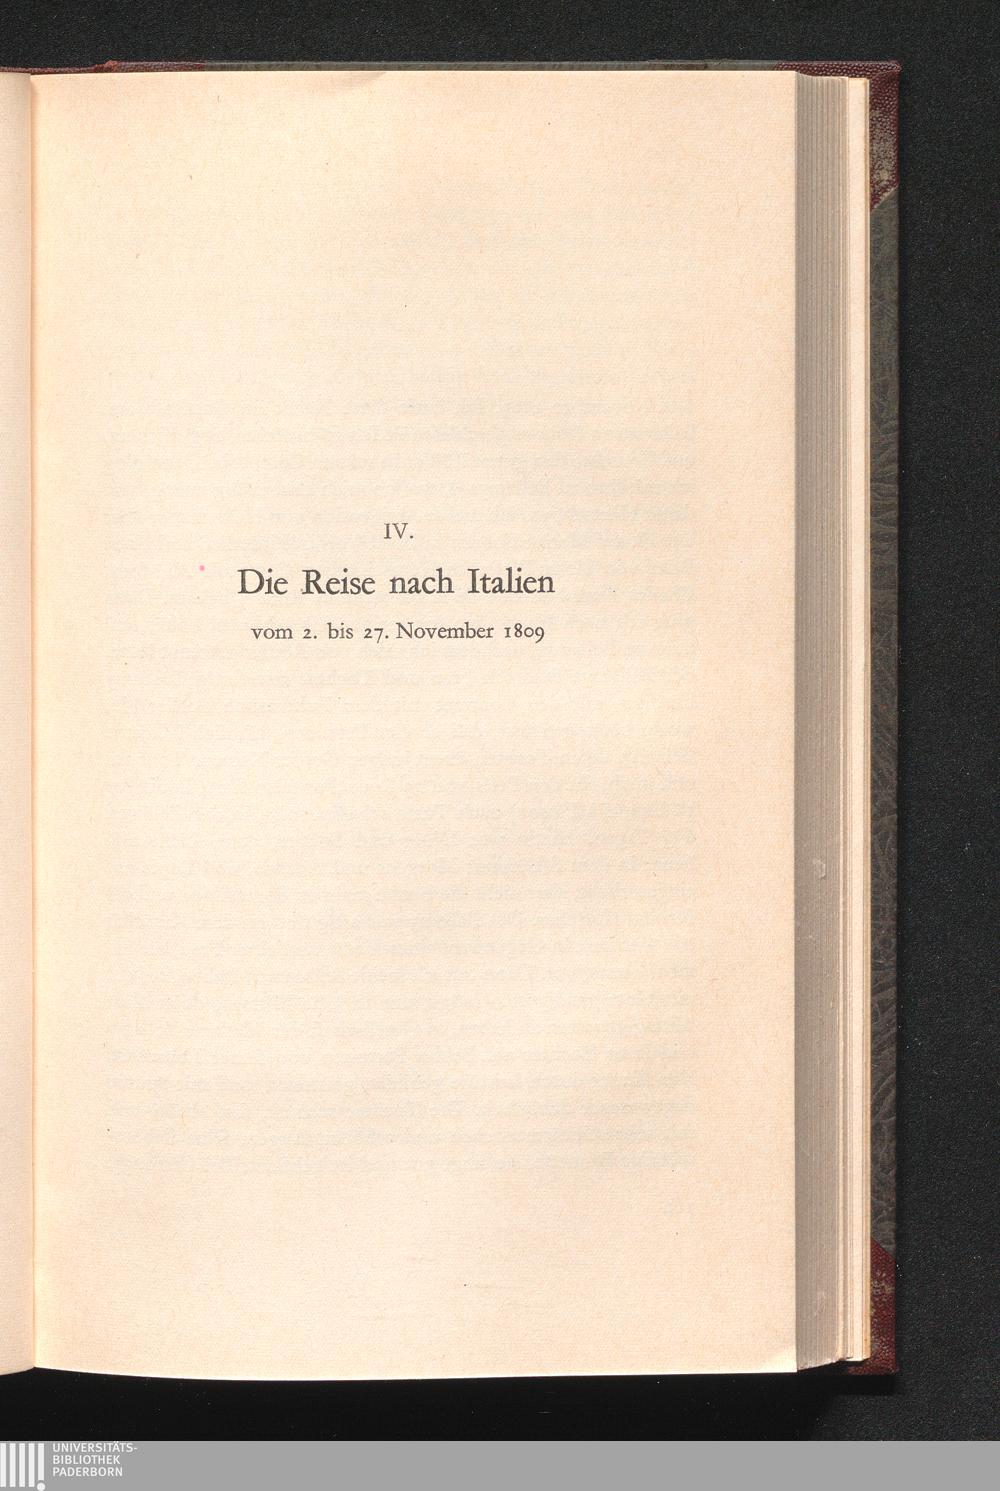 IV.
Die Reise nach Italien
vom 2. bis 27. November 1809
UNIVERSITÄTS-
BIBLIOTHEK
PADERBORN